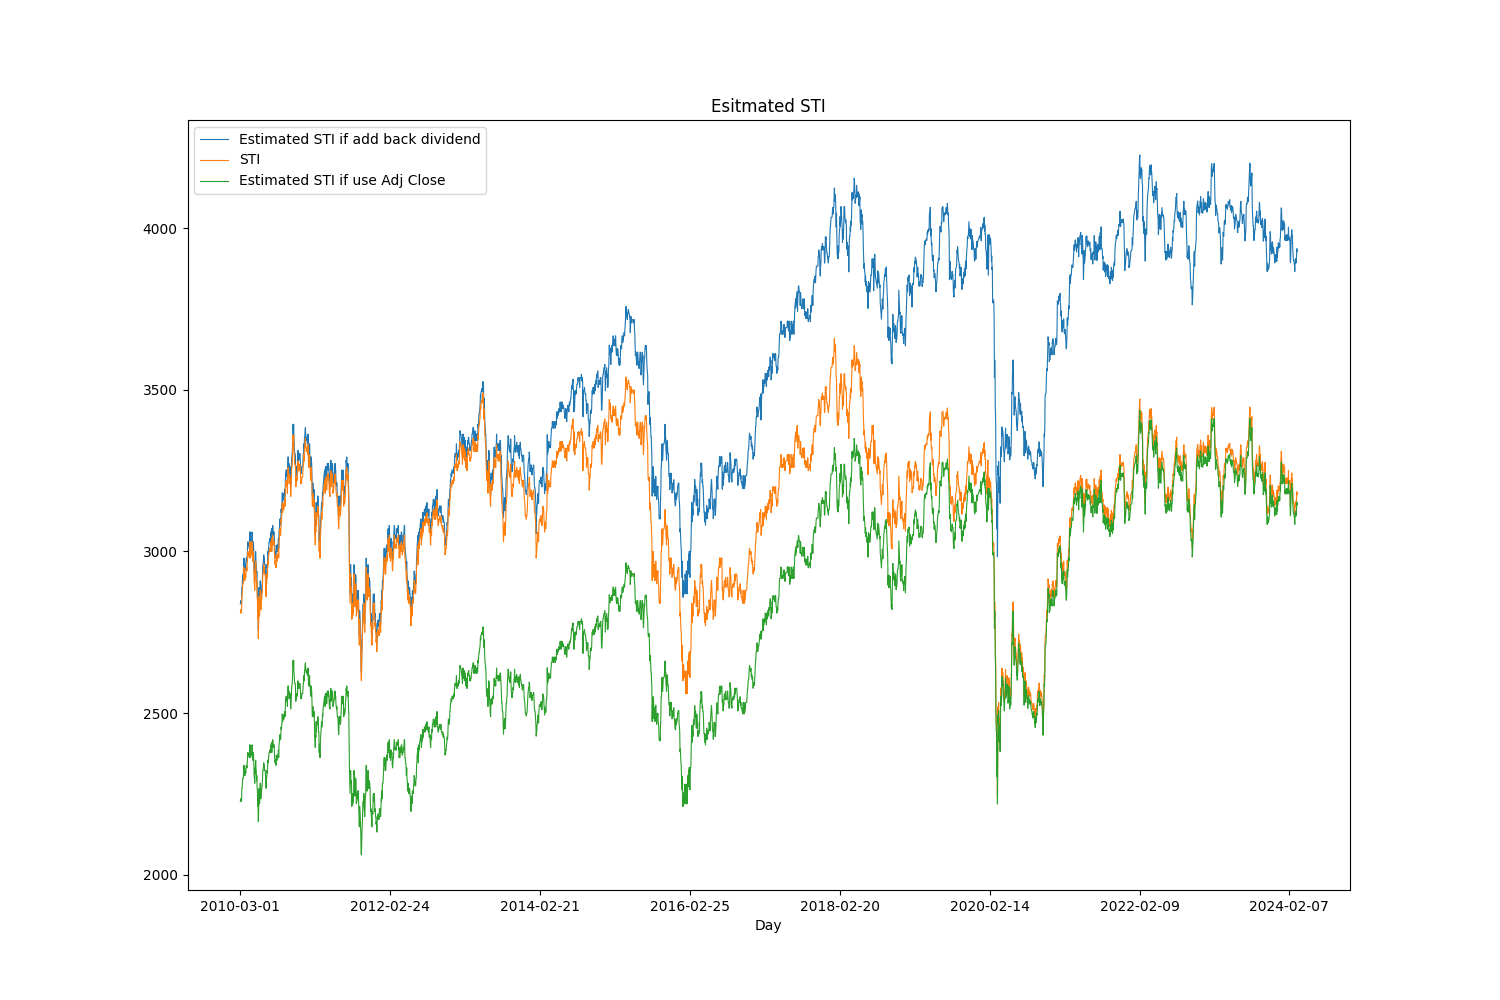 Esitmated STI
Estimated STI if add back dividend
STI
Estimated STI if use Adj Close
4000
3500
3000
2500
2000
2010-03-01 2012-02-24 2014-02-21 2016-02-25 2018-02-20 2020-02-14 2022-02-09 2024-02-07
Day